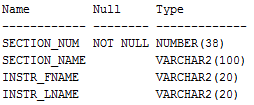 Name         Null     Type
------------ -------- -------------
SECTION_NUM  NOT NULL NUMBER(38)
SECTION_NAME          VARCHAR2(100)
INSTR_FNAME           VARCHAR2(20)
INSTR_LNAME           VARCHAR2(20)